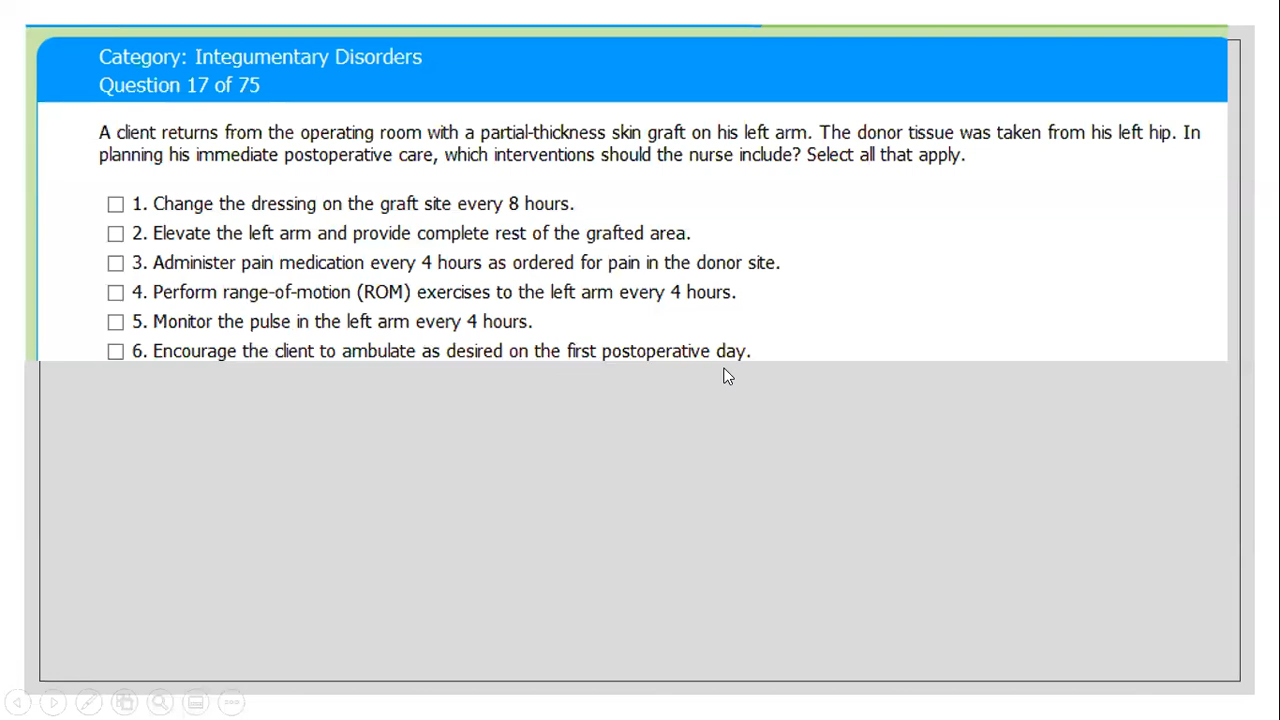 Category: Integumentary Disorders
Question 17 of 75
A client returns from the operating room with a partial-thickness skin graft on his left arm. The donor tissue was taken from his left hip. In
planning his immediate postoperative care, which interventions should the nurse include? Select all that apply.
1. Change the dressing on the graft site every 8 hours.
2. Elevate the left arm and provide complete rest of the grafted area.
3. Administer pain medication every 4 hours as ordered for pain in the donor site.
4. Perform range-of-motion (ROM) exercises to the left arm every 4 hours.
5. Monitor the pulse in the left arm every 4 hours.
6. Encourage the client to ambulate as desired on the first postoperative day.